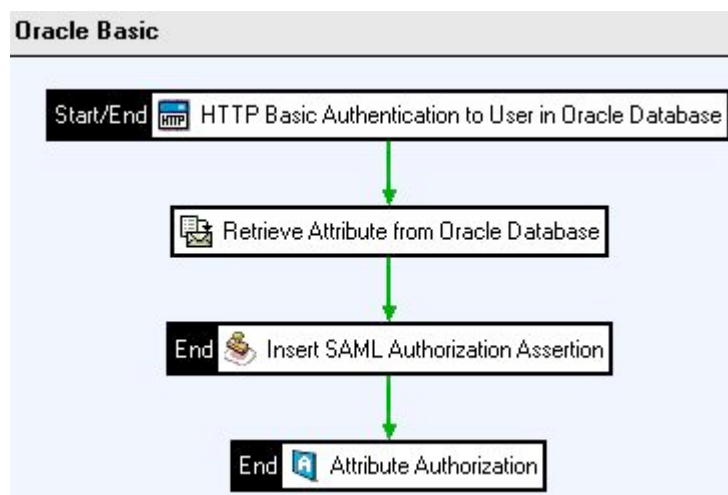 Oracle Basic
Start/End HTTP HTTP Basic Authentication to User in Oracle Database
Retrieve Attribute from Oracle Database
End Insert SAML Authorization Assertion
End A Attribute Authorization